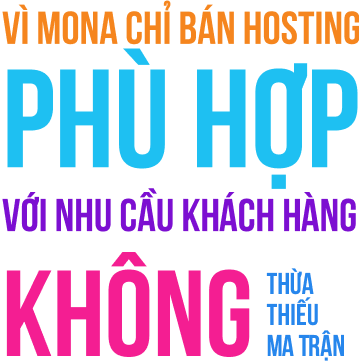 VÌ MONA CHỈ BÁN HOSTING
PHÙ HỢP
VỚI NHU CẦU KHÁCH HÀNG
KHÔNG
THỪA
THIẾU
MA TRẬN